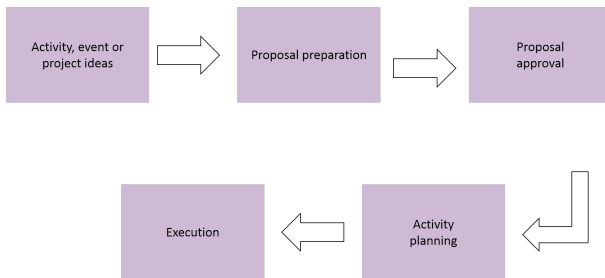 Activity, event or
project ideas
Proposal preparation
Proposal
approval
Activity
planning
Execution